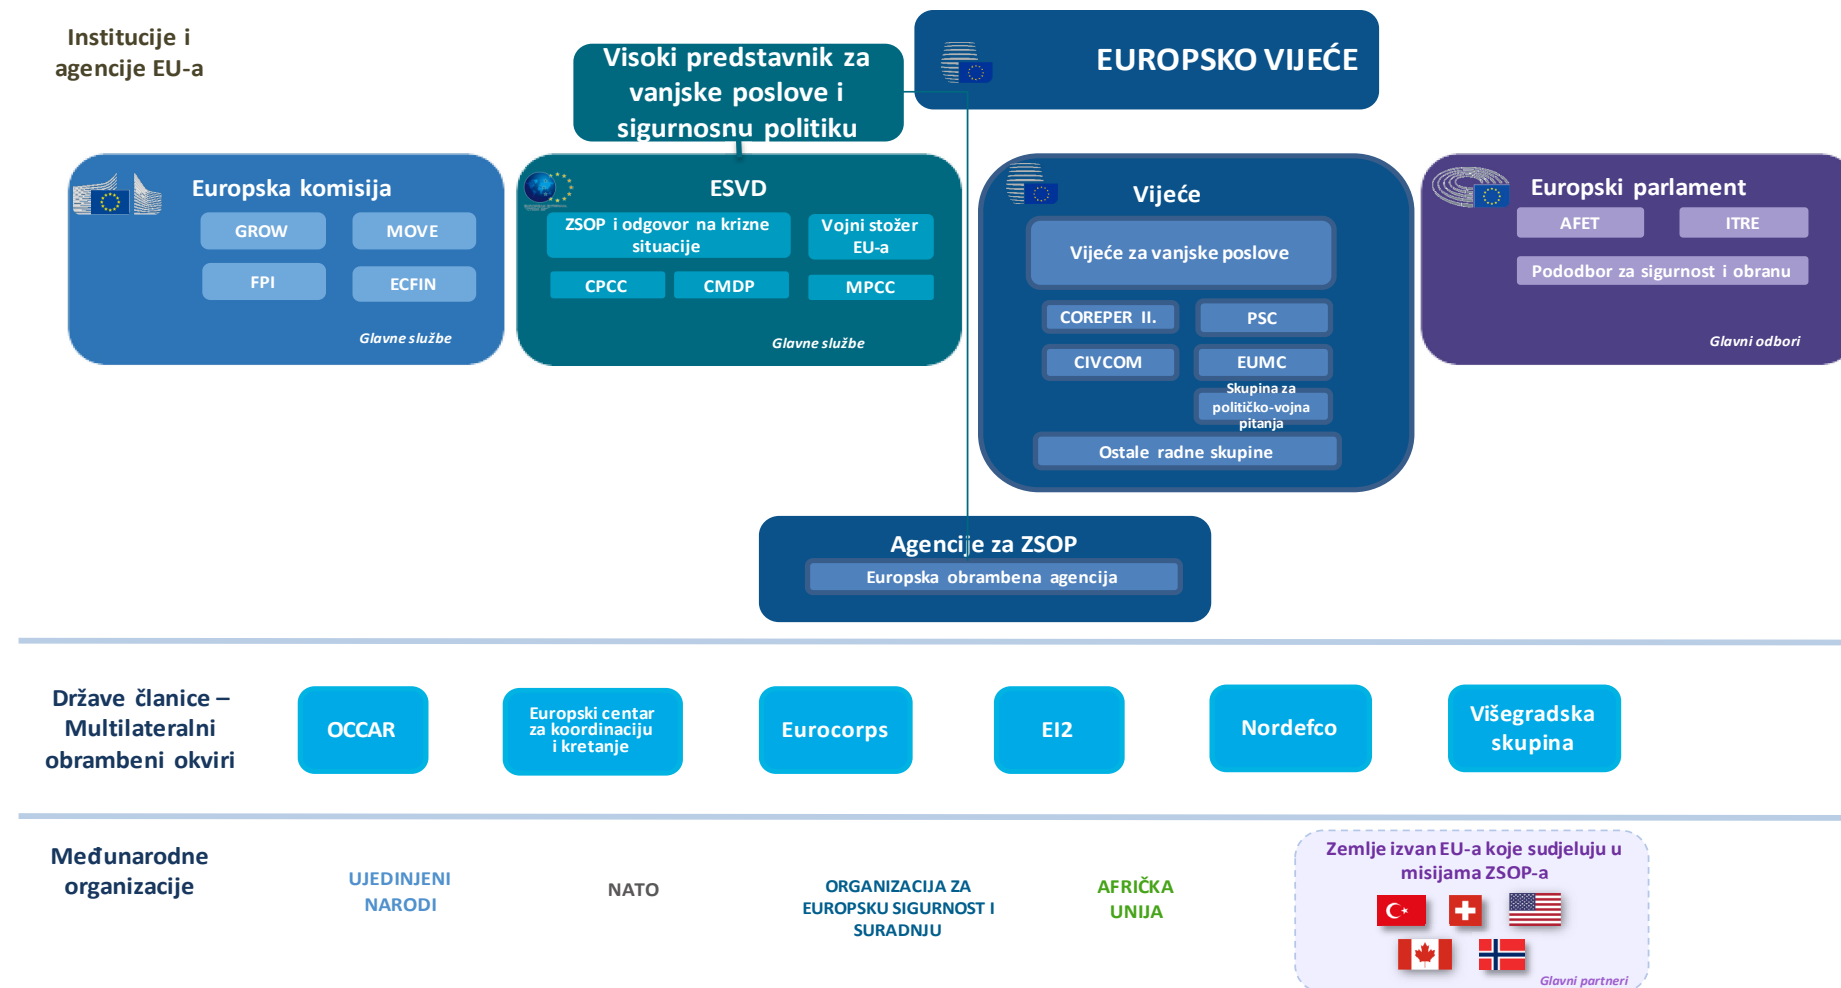 Institucije i
agencije EU-a
Visoki predstavnik za
vanjske poslove i
sigurnosnu politiku
EUROPSKO VIJEĆE
Europska komisija
GROW
MOVE
FPI
ECFIN
Glavne službe
ESVD
ZSOP i odgovor na krizne
situacije
Vojni stožer
EU-a
CPCC
CMDP
MPCC
Glavne službe
Vijeće
Vijeće za vanjske poslove
COREPER II.
PSC
CIVCOM
EUMC
Skupina za
političko-vojna
pitanja
Ostale radne skupine
Europski parlament
AFET
ITRE
Pododbor za sigurnost i obranu
Glavni odbori
Agencije za ZSOP
Europska obrambena agencija
Države članice –
Multilateralni
obrambeni okviri
OCCAR
Europski centar
za koordinaciju
i kretanje
Eurocorps
EI2
Nordefco
Višegradska
skupina
Međunarodne
organizacije
UJEDINJENI
NARODI
NATO
ORGANIZACIJA ZA
EUROPSKU SIGURNOST I
SURADNJU
AFRIČKA
UNIJA
Zemlje izvan EU-a koje sudjeluju u
misijama ZSOP-a
Glavni partneri